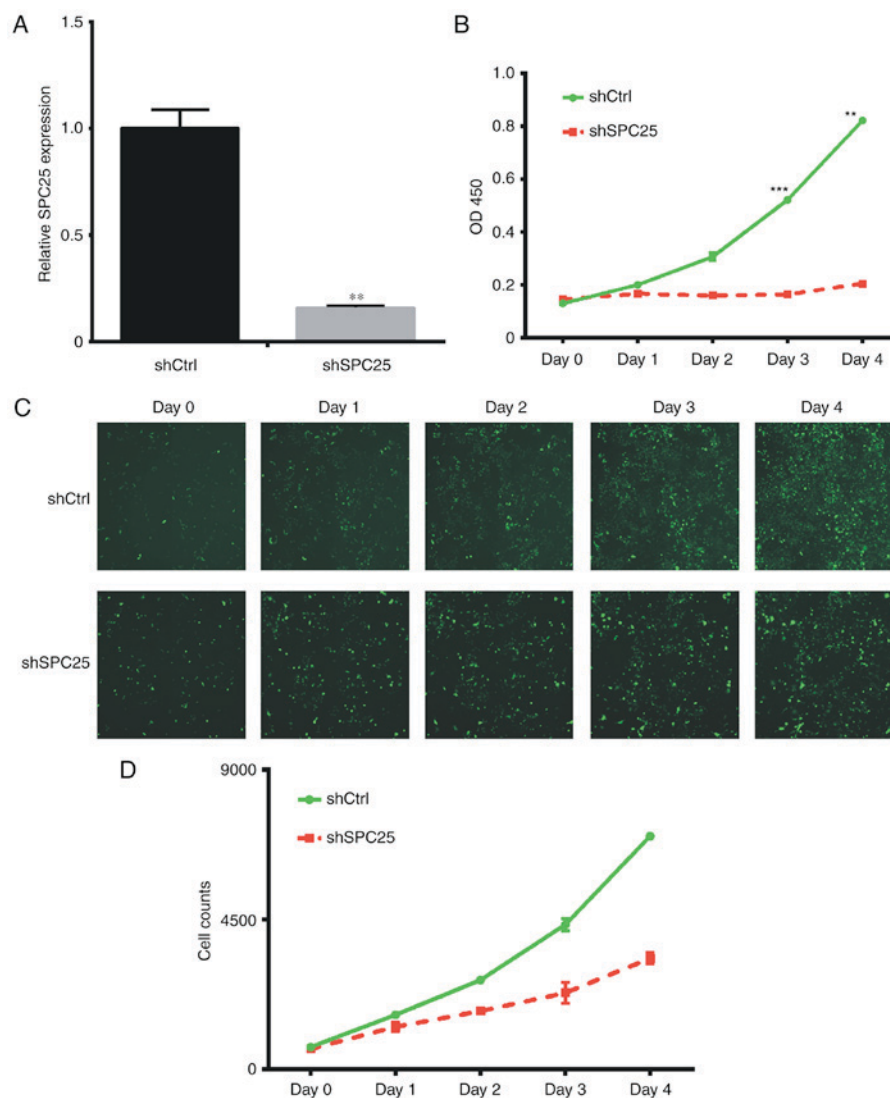 A
Relative SPC25 expression
1.5
1.0
0.5
0
**
shCtrl
shSPC25
B
OD 450
1.0
0.8
0.6
0.4
0.2
0
shCtrl
shSPC25
***
**
Day 0 Day 1 Day 2 Day 3 Day 4
C
Day 0 Day 1 Day 2 Day 3 Day 4
shCtrl
shSPC25
D
Cell counts
9000
4500
0
shCtrl
shSPC25
Day 0 Day 1 Day 2 Day 3 Day 4